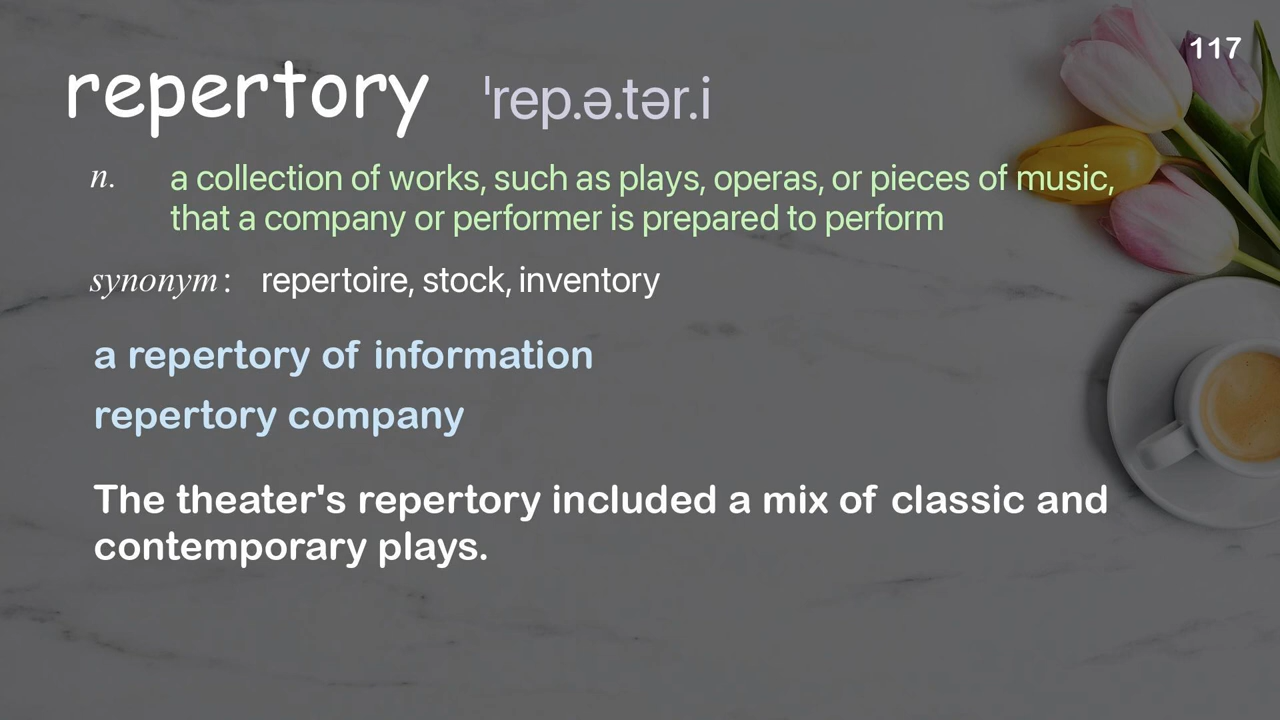 117
repertory ˈrep.ə.tər.i
n. a collection of works, such as plays, operas, or pieces of music,
that a company or performer is prepared to perform
synonym: repertoire, stock, inventory
a repertory of information
repertory company
The theater's repertory included a mix of classic and
contemporary plays.